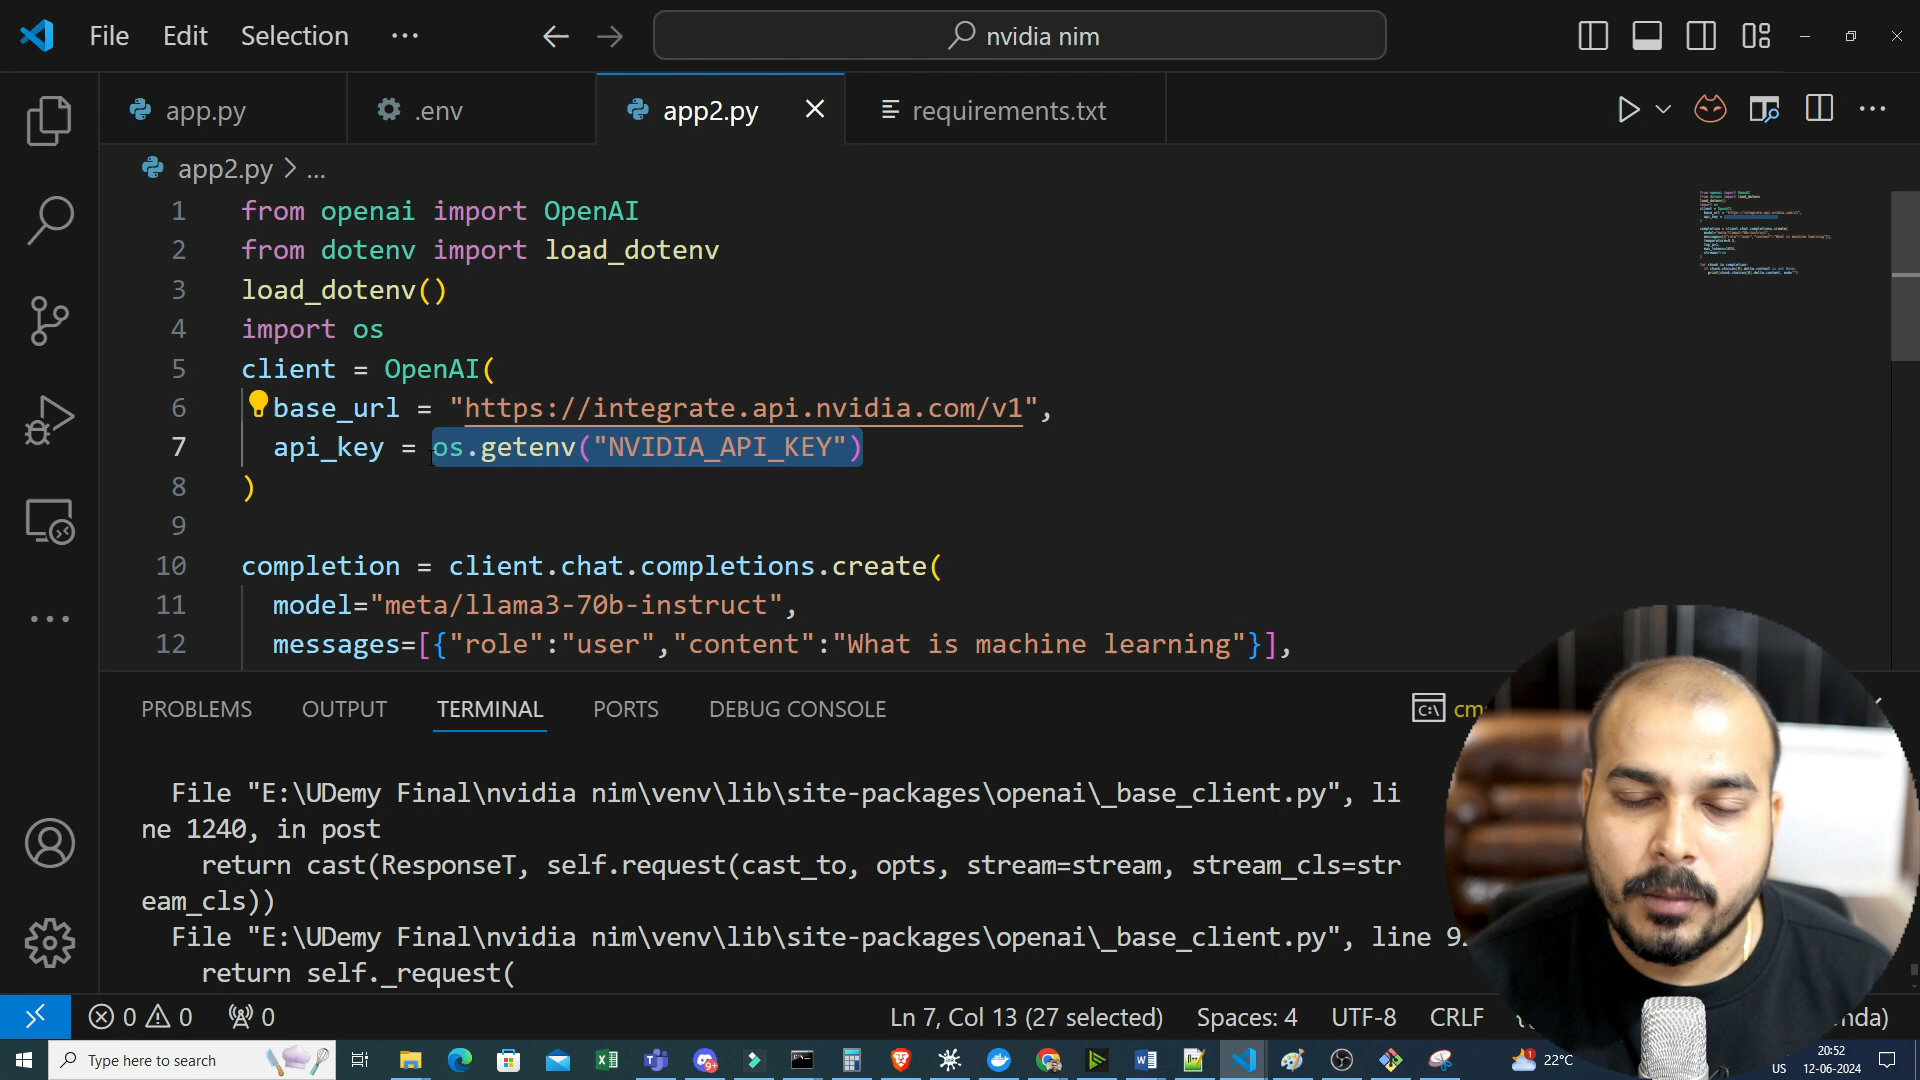 File Edit Selection ··· nvidia nim
app.py .env app2.py requirements.txt
app2.py > ...
1 from openai import OpenAI
2 from dotenv import load_dotenv
3 load_dotenv()
4 import os
5 client = OpenAI(
6 base_url = "https://integrate.api.nvidia.com/v1",
7 api_key = os.getenv("NVIDIA_API_KEY")
8 )
9
10 completion = client.chat.completions.create(
11 model="meta/llama3-70b-instruct",
12 messages=[{"role":"user","content":"What is machine learning"}],
PROBLEMS OUTPUT TERMINAL PORTS DEBUG CONSOLE
File "E:\UDemy Final\nvidia nim\venv\lib\site-packages\openai\_base_client.py", li
ne 1240, in post
return cast(ResponseT, self.request(cast_to, opts, stream=stream, stream_cls=str
eam_cls))
File "E:\UDemy Final\nvidia nim\venv\lib\site-packages\openai\_base_client.py", line
return self._request(
0 0 0 Ln 7, Col 13 (27 selected) Spaces: 4 UTF-8 CRLF
Type here to search 22°C US 20:52
12-06-2024